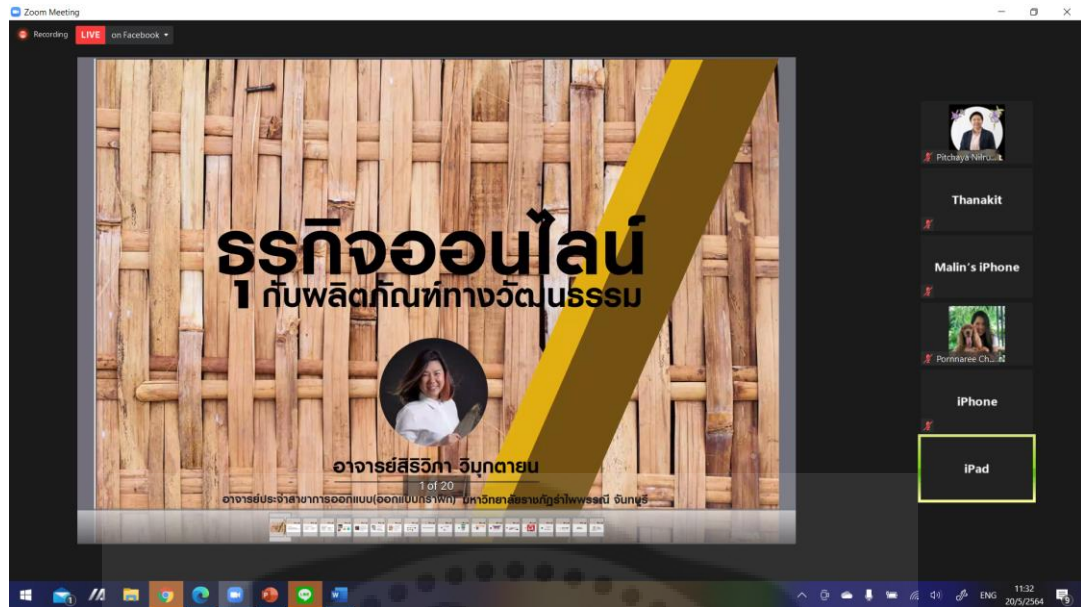 Zoom Meeting
Recording LIVE on Facebook
ธุรกิจออนไลน์
กับผลิตภัณฑ์ทางวัฒนธรรม
อาจารย์สิริวิภา วิมุกตายน
1 of 20
อาจารย์ประจำสาขาการออกแบบ(ออกแบบกราฟิก) มหาวิทยาลัยราชภัฏรำไพพรรณี จันทบุรี
Pitchaya Nilru...
Thanakit
Malin's iPhone
Pornnaree Ch...
iPhone
iPad
ENG
11:32
20/5/2564